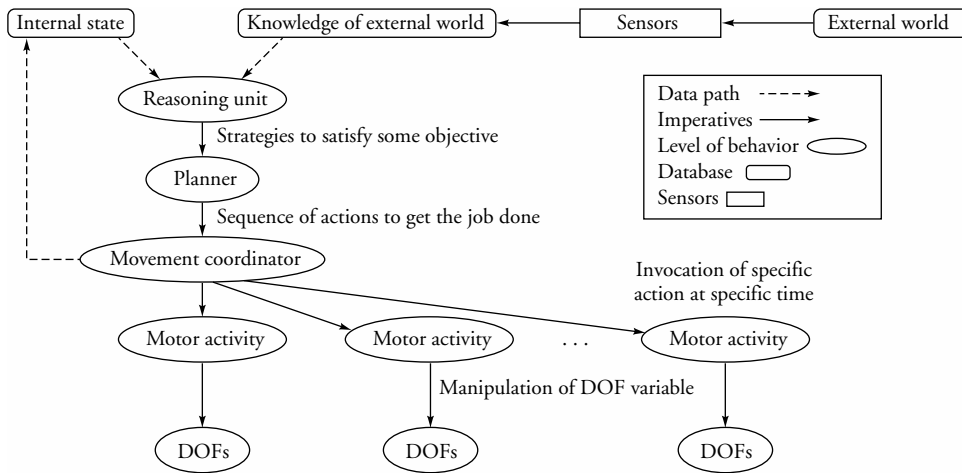 Internal state
Knowledge of external world
Sensors
External world
Reasoning unit
Data path
Imperatives
Level of behavior
Database
Sensors
Strategies to satisfy some objective
Planner
Sequence of actions to get the job done
Movement coordinator
Invocation of specific
action at specific time
Motor activity
Motor activity
. . .
Motor activity
Manipulation of DOF variable
DOFs
DOFs
DOFs